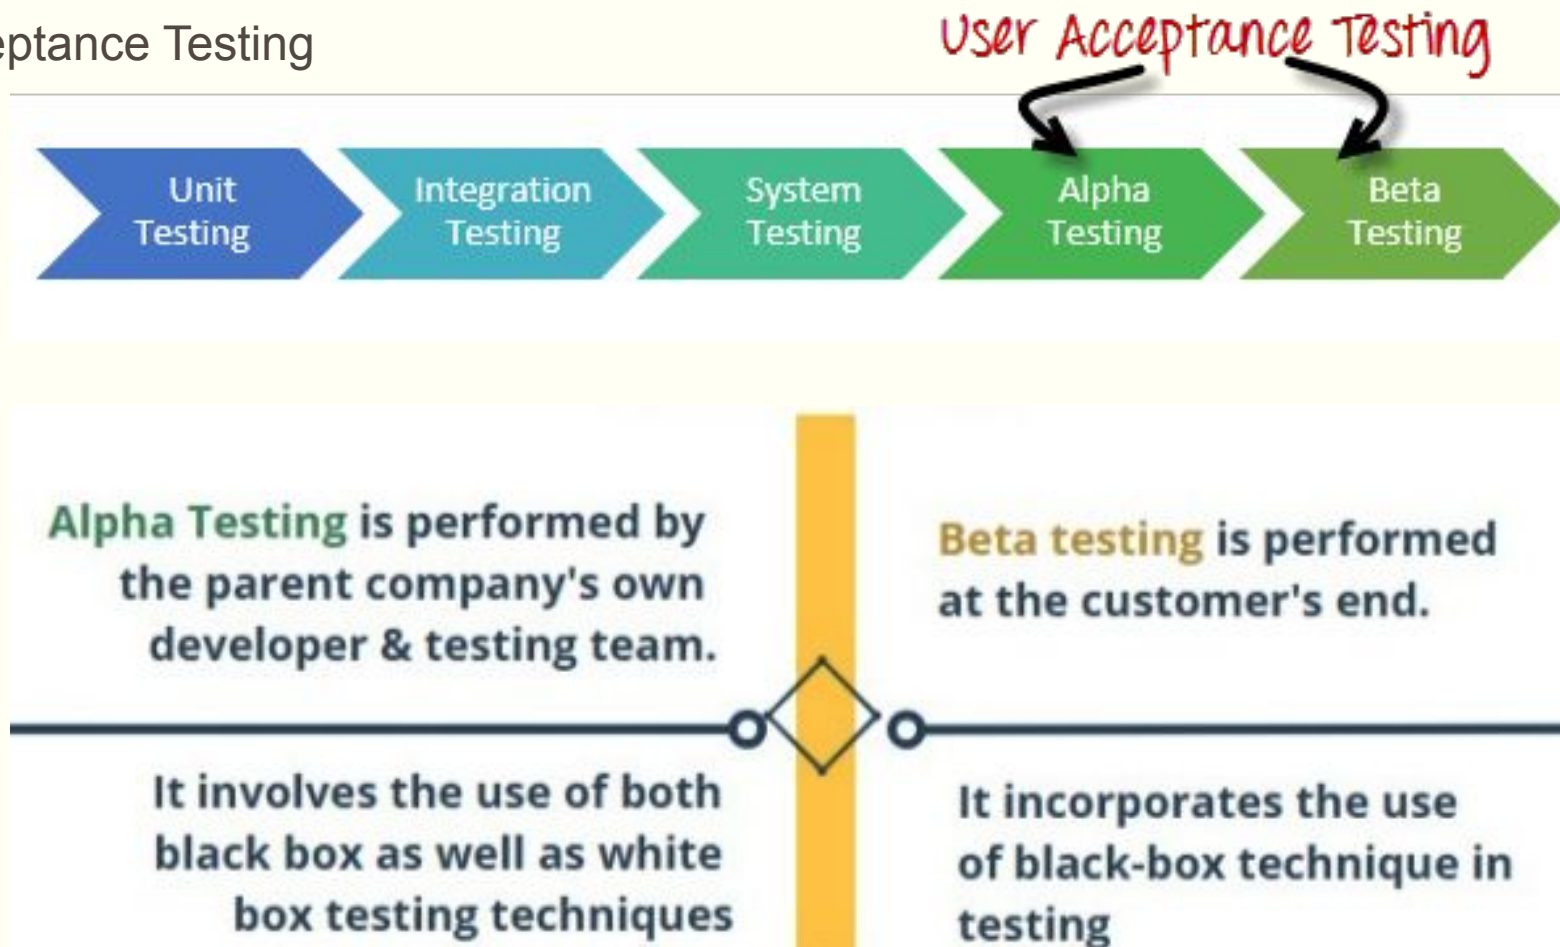 eptance Testing
User Acceptance Testing
Unit
Testing
Integration
Testing
System
Testing
Alpha
Testing
Beta
Testing
Alpha Testing is performed by
the parent company's own
developer & testing team.
Beta testing is performed
at the customer's end.
It involves the use of both
black box as well as white
box testing techniques
It incorporates the use
of black-box technique in
testing